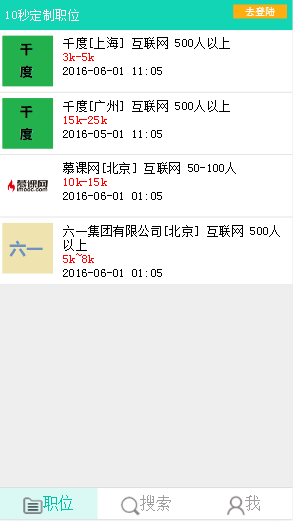 10秒定制职位
去登陆
千度
千度[上海] 互联网 500人以上
3k-5k
2016-06-01 11:05
千度
千度[广州] 互联网 500人以上
15k-25k
2016-05-01 11:05
慕课网
imooc.com
慕课网[北京] 互联网 50-100人
10k-15k
2016-06-01 01:05
六一
六一集团有限公司[北京] 互联网 500人
以上
5k~8k
2016-06-01 01:05
职位
搜索
我